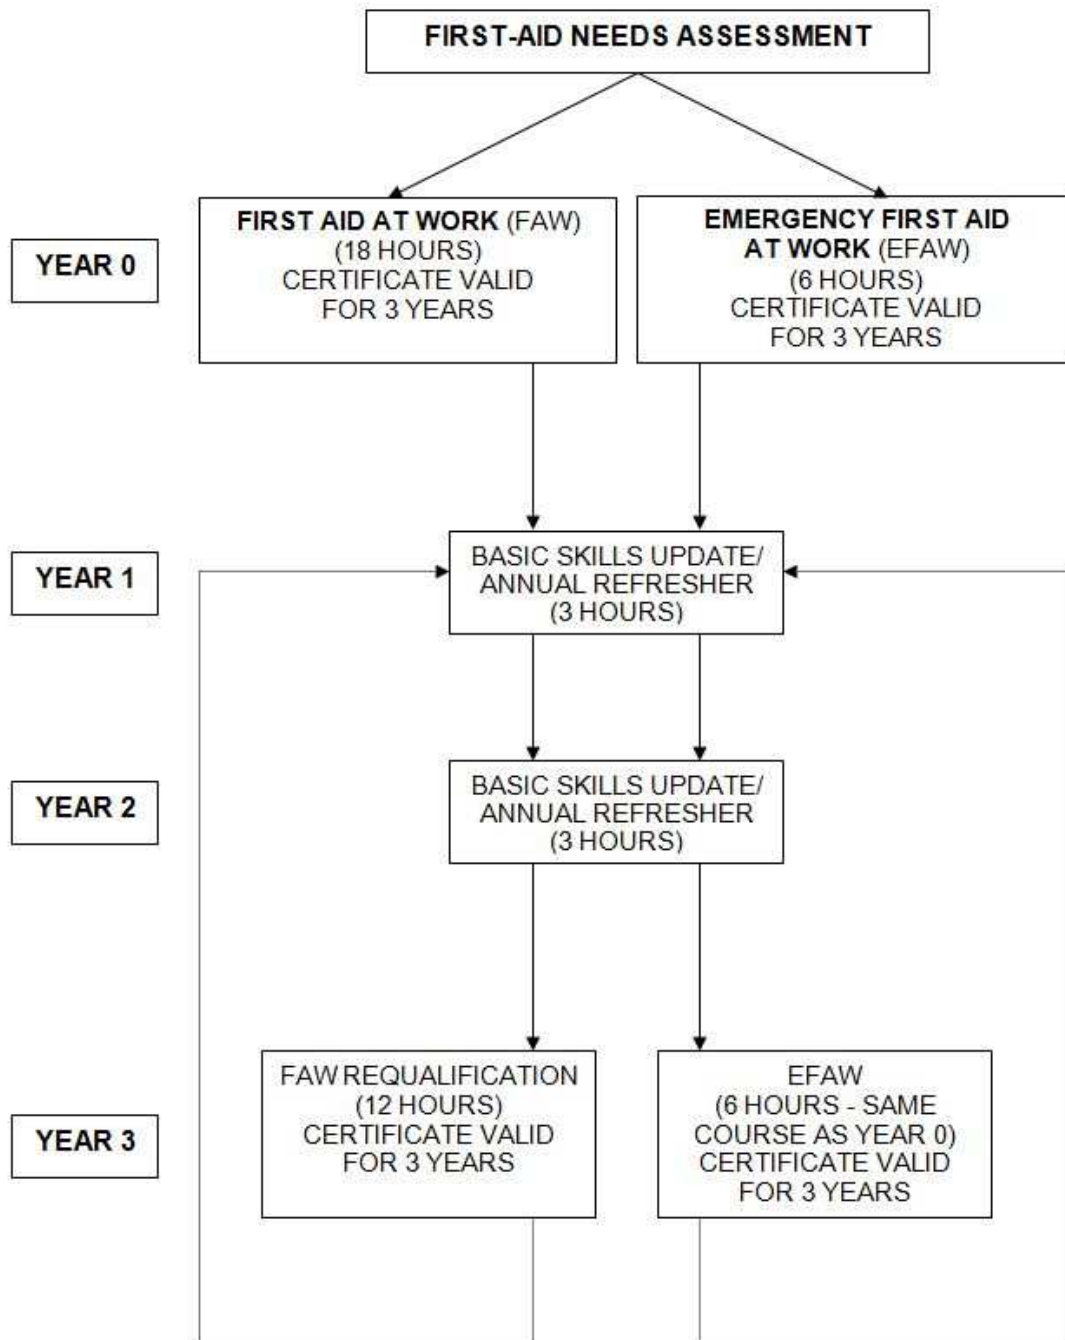 FIRST-AID NEEDS ASSESSMENT
YEAR 0
FIRST AID AT WORK (FAW)
(18 HOURS)
CERTIFICATE VALID
FOR 3 YEARS
EMERGENCY FIRST AID
AT WORK (EFAW)
(6 HOURS)
CERTIFICATE VALID
FOR 3 YEARS
YEAR 1
BASIC SKILLS UPDATE/
ANNUAL REFRESHER
(3 HOURS)
YEAR 2
BASIC SKILLS UPDATE/
ANNUAL REFRESHER
(3 HOURS)
YEAR 3
FAW REQUALIFICATION
(12 HOURS)
CERTIFICATE VALID
FOR 3 YEARS
EFAW
(6 HOURS - SAME
COURSE AS YEAR 0)
CERTIFICATE VALID
FOR 3 YEARS